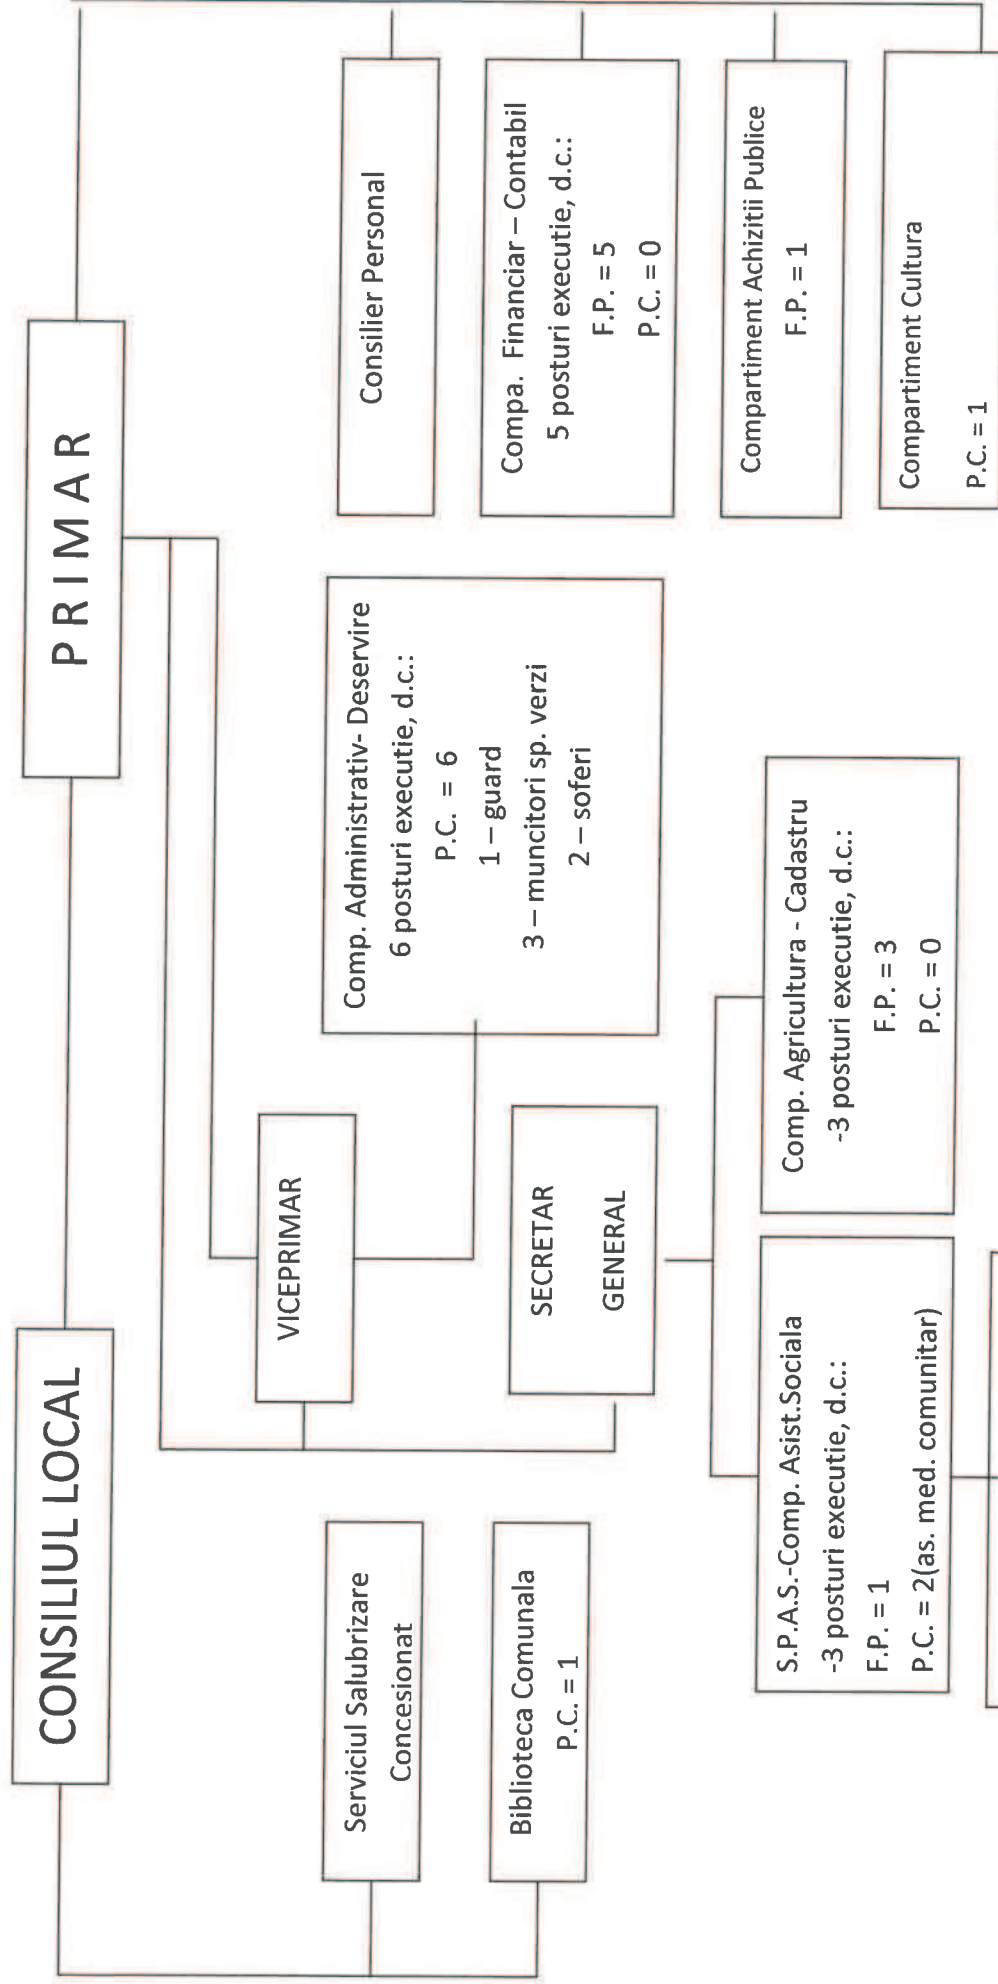 CONSILIUL LOCAL
P R I M A R
Serviciul Salubrizare
Concesionat
Biblioteca Comunala
P.C. = 1
VICEPRIMAR
SECRETAR
GENERAL
Comp. Administrativ- Deservire
6 posturi executie, d.c.:
P.C. = 6
1 – guard
3 – muncitori sp. verzi
2 – soferi
Consilier Personal
Compa. Financiar – Contabil
5 posturi executie, d.c.:
F.P. = 5
P.C. = 0
Compartiment Achizitii Publice
F.P. = 1
Compartiment Cultura
P.C. = 1
S.P.A.S.-Comp. Asist.Sociala
-3 posturi executie, d.c.:
F.P. = 1
P.C. = 2(as. med. comunitar)
Comp. Agricultura - Cadastru
-3 posturi executie, d.c.:
F.P. = 3
P.C. = 0